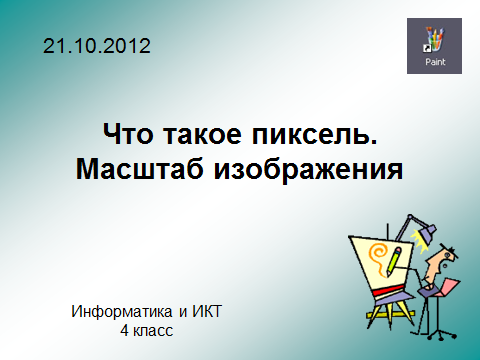 21.10.2012
Paint
Что такое пиксель.
Масштаб изображения
Информатика и ИКТ
4 класс